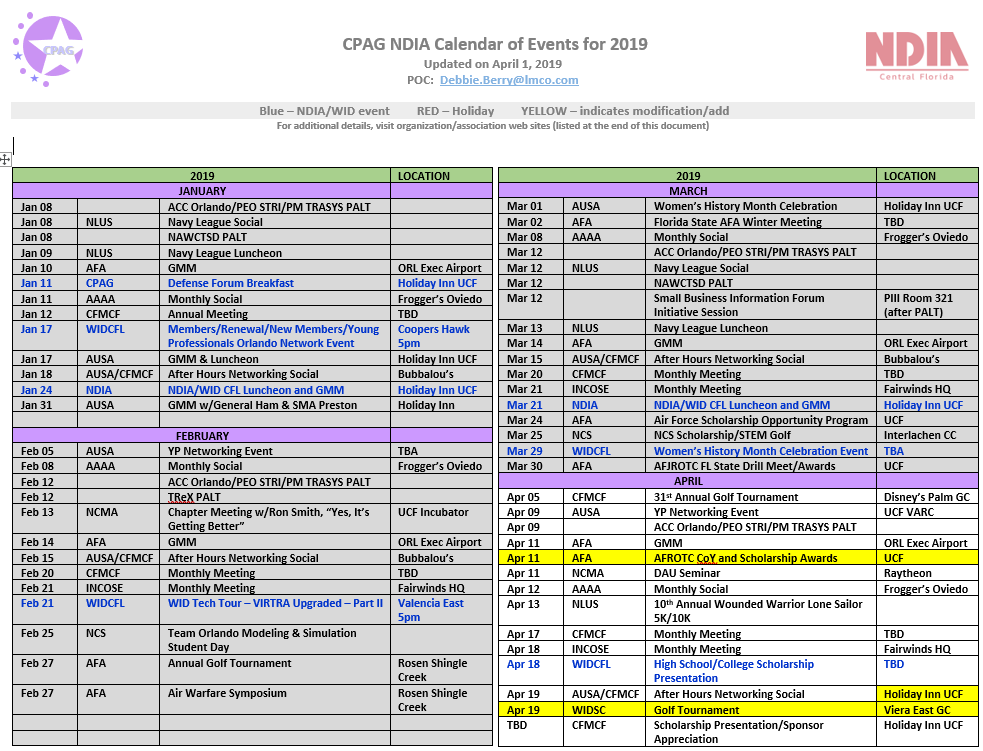 CPAG
CPAG NDIA Calendar of Events for 2019
Updated on April 1, 2019
POC: Debbie.Berry@lmco.com
NDIA
Central Florida
Blue – NDIA/WID event RED – Holiday YELLOW – indicates modification/add
For additional details, visit organization/association web sites (listed at the end of this document)
2019 LOCATION
JANUARY
Jan 08 ACC Orlando/PEO STRI/PM TRASYS PALT
Jan 08 NLUS Navy League Social
Jan 08 NAWCTSD PALT
Jan 09 NLUS Navy League Luncheon
Jan 10 AFA GMM ORL Exec Airport
Jan 11 CPAG Defense Forum Breakfast Holiday Inn UCF
Jan 11 AAAA Monthly Social Frogger's Oviedo
Jan 12 CFMCF Annual Meeting TBD
Jan 17 WIDCFL Members/Renewal/New Members/Young Coopers Hawk
Professionals Orlando Network Event 5pm
Jan 17 AUSA GMM & Luncheon Holiday Inn UCF
Jan 18 AUSA/CFMCF After Hours Networking Social Bubbalou's
Jan 24 NDIA NDIA/WID CFL Luncheon and GMM Holiday Inn UCF
Jan 31 AUSA GMM w/General Ham & SMA Preston Holiday Inn
FEBRUARY
Feb 05 AUSA YP Networking Event TBA
Feb 08 AAAA Monthly Social Frogger's Oviedo
Feb 12 ACC Orlando/PEO STRI/PM TRASYS PALT
Feb 12 TReX PALT
Feb 13 NCMA Chapter Meeting w/Ron Smith, "Yes, It's UCF Incubator
Getting Better"
Feb 14 AFA GMM ORL Exec Airport
Feb 15 AUSA/CFMCF After Hours Networking Social Bubbalou's
Feb 20 CFMCF Monthly Meeting TBD
Feb 21 INCOSE Monthly Meeting Fairwinds HQ
Feb 21 WIDCFL WID Tech Tour – VIRTRA Upgraded – Part II Valencia East
5pm
Feb 25 NCS Team Orlando Modeling & Simulation
Student Day
Feb 27 AFA Annual Golf Tournament Rosen Shingle
Creek
Feb 27 AFA Air Warfare Symposium Rosen Shingle
Creek
2019 LOCATION
MARCH
Mar 01 AUSA Women's History Month Celebration Holiday Inn UCF
Mar 02 AFA Florida State AFA Winter Meeting TBD
Mar 08 AAAA Monthly Social Frogger's Oviedo
Mar 12 ACC Orlando/PEO STRI/PM TRASYS PALT
Mar 12 NLUS Navy League Social
Mar 12 NAWCTSD PALT
Mar 12 Small Business Information Forum PIII Room 321
Initiative Session (after PALT)
Mar 13 NLUS Navy League Luncheon
Mar 14 AFA GMM ORL Exec Airport
Mar 15 AUSA/CFMCF After Hours Networking Social Bubbalou's
Mar 20 CFMCF Monthly Meeting TBD
Mar 21 INCOSE Monthly Meeting Fairwinds HQ
Mar 21 NDIA NDIA/WID CFL Luncheon and GMM Holiday Inn UCF
Mar 24 AFA Air Force Scholarship Opportunity Program UCF
Mar 25 NCS NCS Scholarship/STEM Golf Interlachen CC
Mar 29 WIDCFL Women's History Month Celebration Event TBA
Mar 30 AFA AFJROTC FL State Drill Meet/Awards UCF
APRIL
Apr 05 CFMCF 31st Annual Golf Tournament Disney's Palm GC
Apr 09 AUSA YP Networking Event UCF VARC
Apr 09 ACC Orlando/PEO STRI/PM TRASYS PALT
Apr 11 AFA GMM ORL Exec Airport
Apr 11 AFA AFROTC CoY and Scholarship Awards UCF
Apr 11 NCMA DAU Seminar Raytheon
Apr 12 AAAA Monthly Social Frogger's Oviedo
Apr 13 NLUS 10th Annual Wounded Warrior Lone Sailor
5K/10K
Apr 17 CFMCF Monthly Meeting TBD
Apr 18 INCOSE Monthly Meeting Fairwinds HQ
Apr 18 WIDCFL High School/College Scholarship TBD
Presentation
Apr 19 AUSA/CFMCF After Hours Networking Social Holiday Inn UCF
Apr 19 WIDSC Golf Tournament Viera East GC
TBD CFMCF Scholarship Presentation/Sponsor Holiday Inn UCF
Appreciation